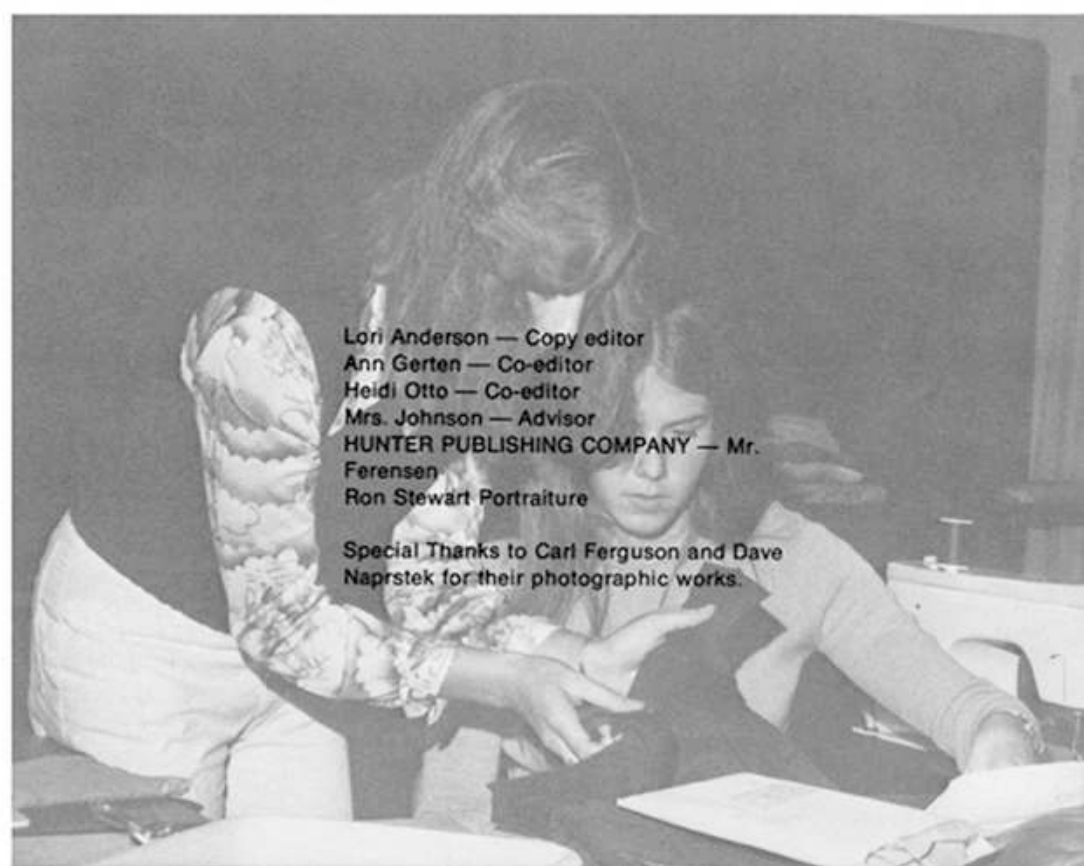 Lori Anderson — Copy editor
Ann Gerten — Co-editor
Heidi Otto — Co-editor
Mrs. Johnson — Advisor
HUNTER PUBLISHING COMPANY — Mr.
Ferensen
Ron Stewart Portraiture
Special Thanks to Carl Ferguson and Dave
Naprstek for their photographic works.